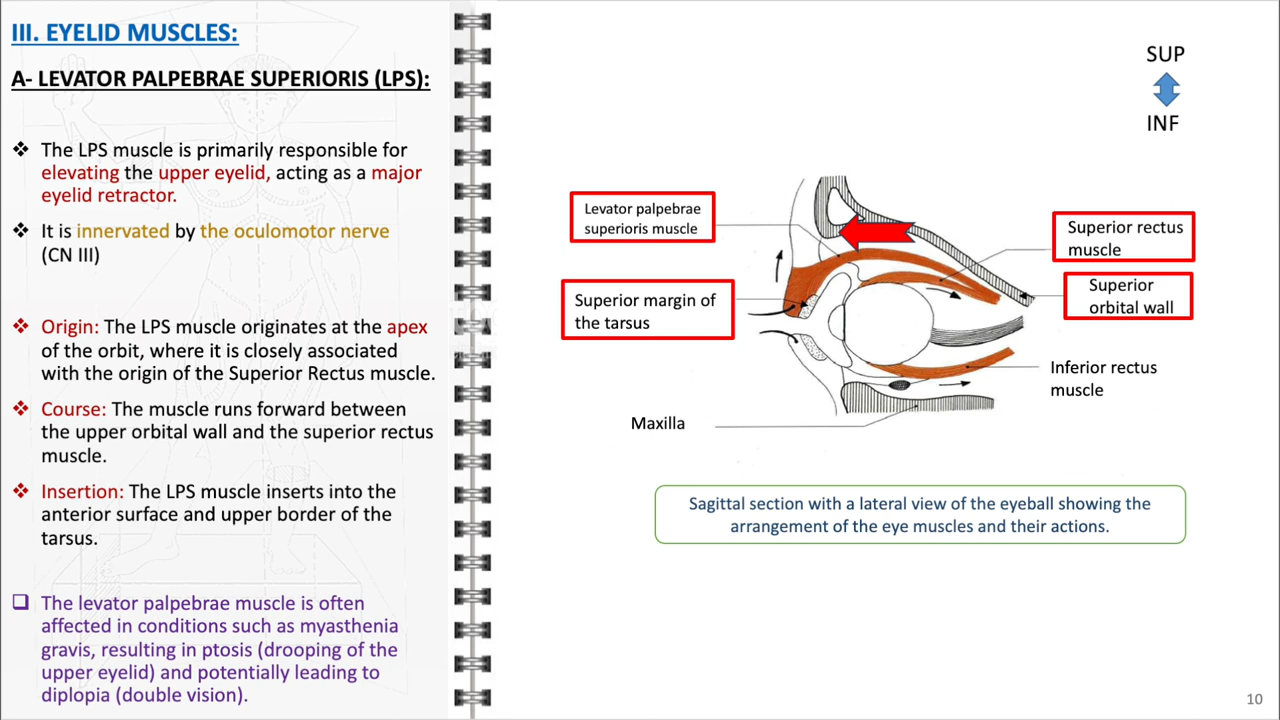 III. EYELID MUSCLES:
A- LEVATOR PALPEBRAE SUPERIORIS (LPS):
❖ The LPS muscle is primarily responsible for
elevating the upper eyelid, acting as a major
eyelid retractor.
❖ It is innervated by the oculomotor nerve
(CN III)
❖ Origin: The LPS muscle originates at the apex
of the orbit, where it is closely associated
with the origin of the Superior Rectus muscle.
❖ Course: The muscle runs forward between
the upper orbital wall and the superior rectus
muscle.
❖ Insertion: The LPS muscle inserts into the
anterior surface and upper border of the
tarsus.
❑ The levator palpebrae muscle is often
affected in conditions such as myasthenia
gravis, resulting in ptosis (drooping of the
upper eyelid) and potentially leading to
diplopia (double vision).
SUP
INF
Levator palpebrae
superioris muscle
Superior margin of
the tarsus
Superior rectus
muscle
Superior
orbital wall
Inferior rectus
muscle
Maxilla
Sagittal section with a lateral view of the eyeball showing the
arrangement of the eye muscles and their actions.
10